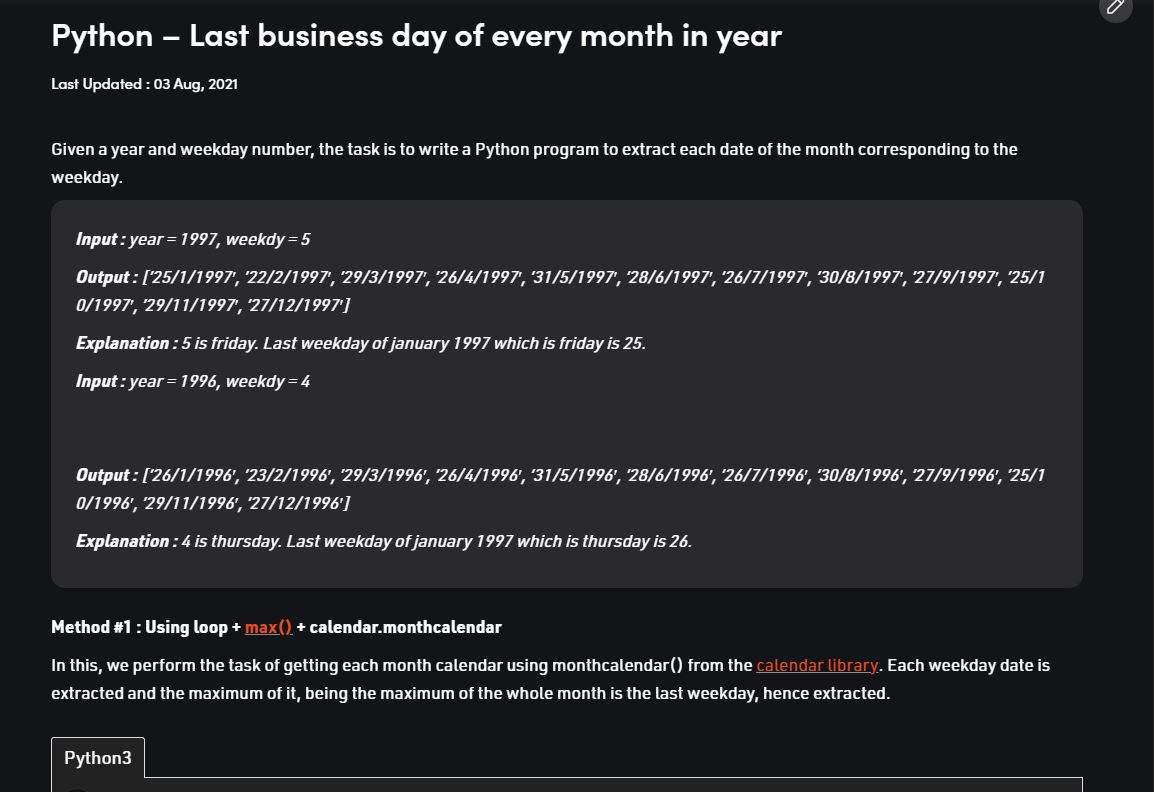 Python – Last business day of every month in year
Last Updated : 03 Aug, 2021
Given a year and weekday number, the task is to write a Python program to extract each date of the month corresponding to the
weekday.
Input : year = 1997, weekdy = 5
Output : ['25/1/1997', '22/2/1997', '29/3/1997', '26/4/1997', '31/5/1997', '28/6/1997', '26/7/1997', '30/8/1997', '27/9/1997', '25/1
0/1997', '29/11/1997', '27/12/1997']
Explanation : 5 is friday. Last weekday of january 1997 which is friday is 25.
Input : year = 1996, weekdy = 4
Output : ['26/1/1996', '23/2/1996', '29/3/1996', '26/4/1996', '31/5/1996', '28/6/1996', '26/7/1996', '30/8/1996', '27/9/1996', '25/1
0/1996', '29/11/1996', '27/12/1996']
Explanation : 4 is thursday. Last weekday of january 1997 which is thursday is 26.
Method #1 : Using loop + max() + calendar.monthcalendar
In this, we perform the task of getting each month calendar using monthcalendar() from the calendar library. Each weekday date is
extracted and the maximum of it, being the maximum of the whole month is the last weekday, hence extracted.
Python3